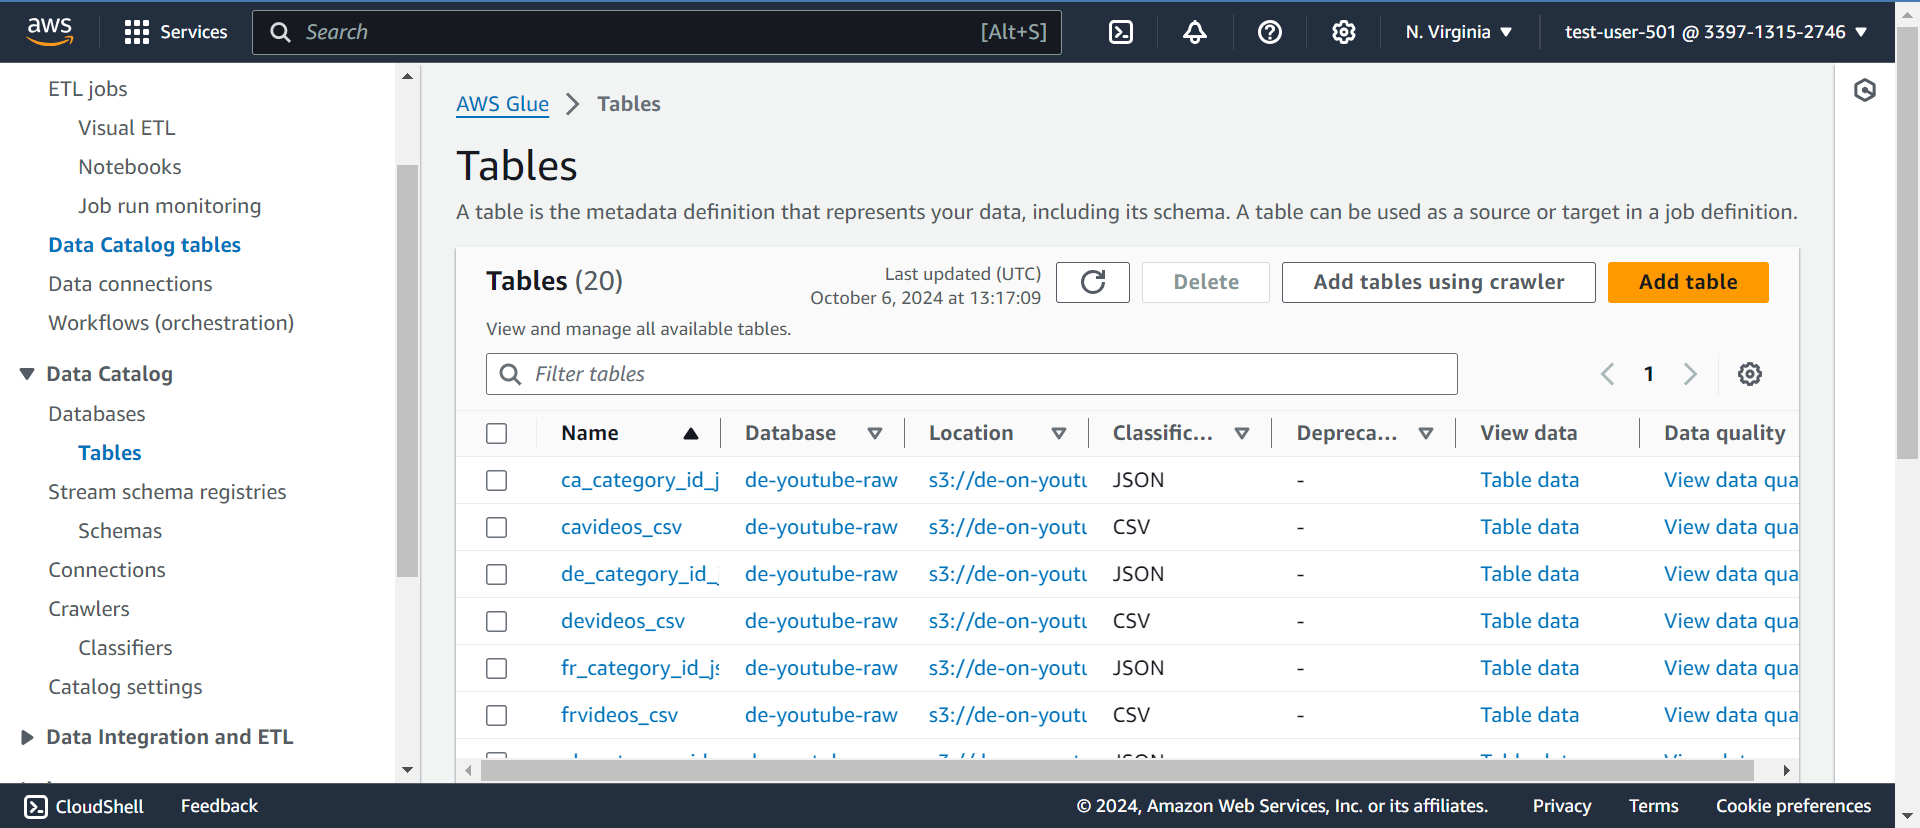 aws Services Search [Alt+S] N. Virginia ▼ test-user-501 @ 3397-1315-2746 ▼
ETL jobs
Visual ETL
Notebooks
Job run monitoring
Data Catalog tables
Data connections
Workflows (orchestration)
Data Catalog
Databases
Tables
Stream schema registries
Schemas
Connections
Crawlers
Classifiers
Catalog settings
Data Integration and ETL
AWS Glue > Tables
Tables
A table is the metadata definition that represents your data, including its schema. A table can be used as a source or target in a job definition.
Tables (20)
Last updated (UTC)
October 6, 2024 at 13:17:09
Delete
Add tables using crawler
Add table
View and manage all available tables.
Filter tables
1
Name Database Location Classific... Depreca... View data Data quality
ca_category_id_j de-youtube-raw s3://de-on-youtu JSON - Table data View data qua
cavideos_csv de-youtube-raw s3://de-on-youtu CSV - Table data View data qua
de_category_id_j de-youtube-raw s3://de-on-youtu JSON - Table data View data qua
devideos_csv de-youtube-raw s3://de-on-youtu CSV - Table data View data qua
fr_category_id_js de-youtube-raw s3://de-on-youtu JSON - Table data View data qua
frvideos_csv de-youtube-raw s3://de-on-youtu CSV - Table data View data qua
CloudShell Feedback © 2024, Amazon Web Services, Inc. or its affiliates. Privacy Terms Cookie preferences